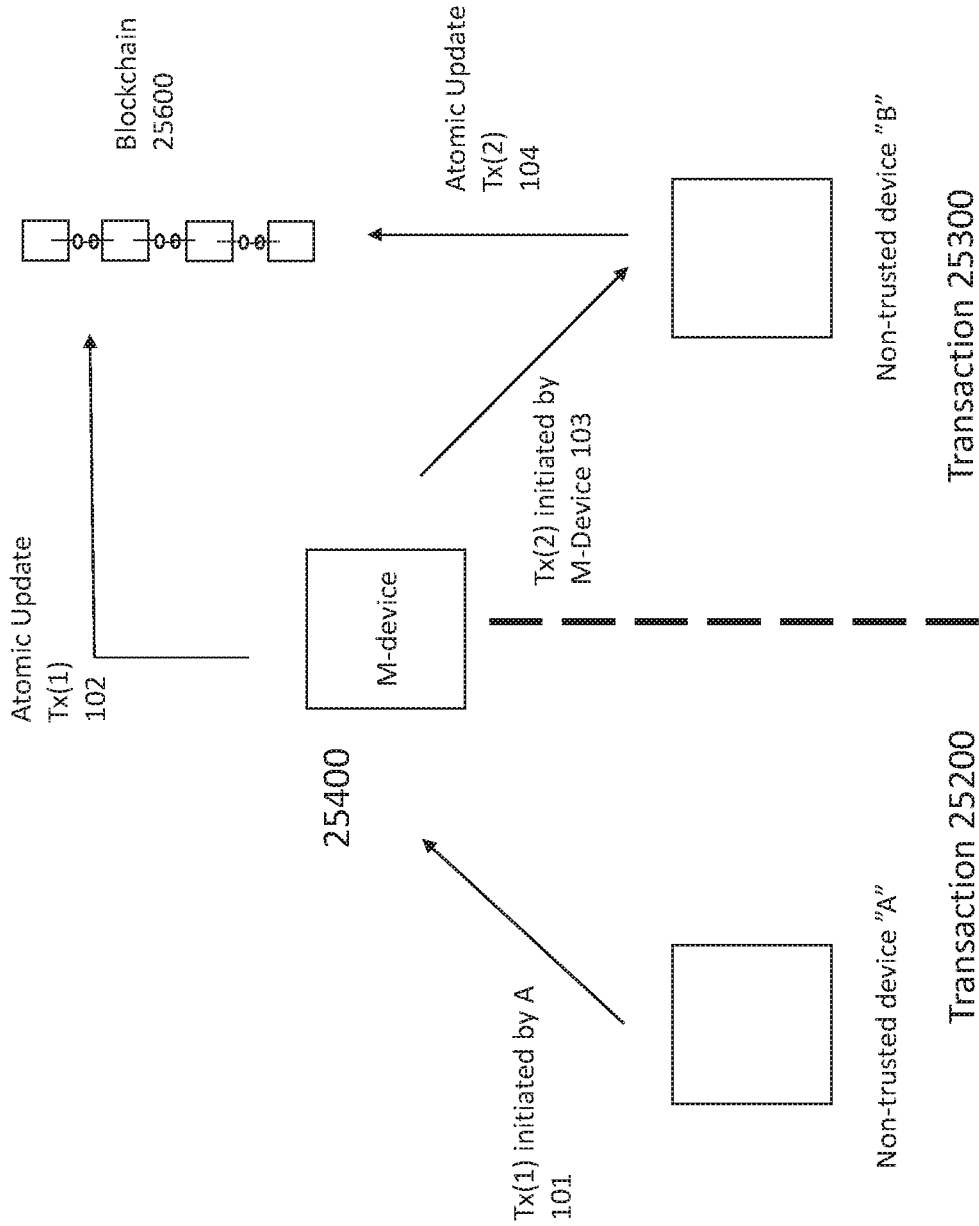 Atomic Update
Tx(1)
102
Blockchain
25600
25400
M-device
Atomic Update
Tx(2)
104
Tx(1) initiated by A
101
Tx(2) initiated by
M-Device 103
Non-trusted device "A"
Non-trusted device "B"
Transaction 25200
Transaction 25300